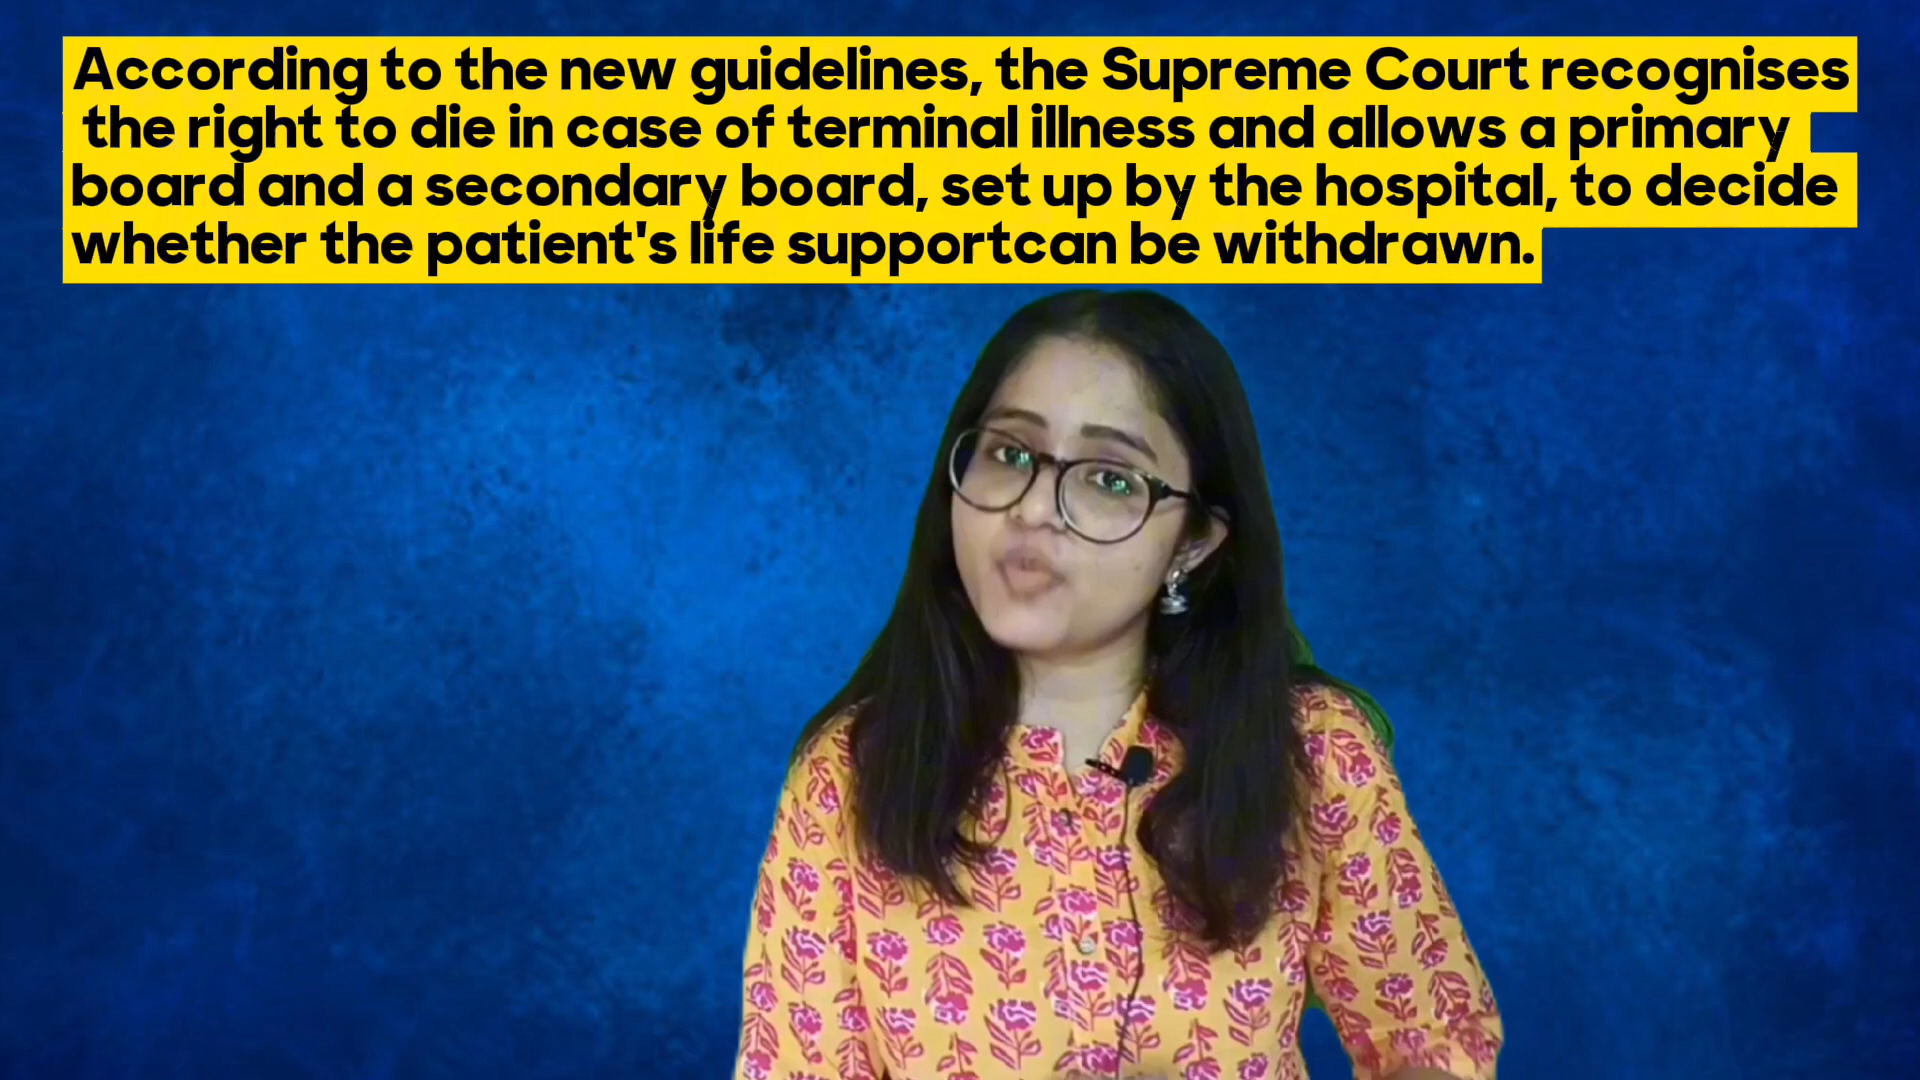 According to the new guidelines, the Supreme Court recognises
the right to die in case of terminal illness and allows a primary
board and a secondary board, set up by the hospital, to decide
whether the patient's life supportcan be withdrawn.